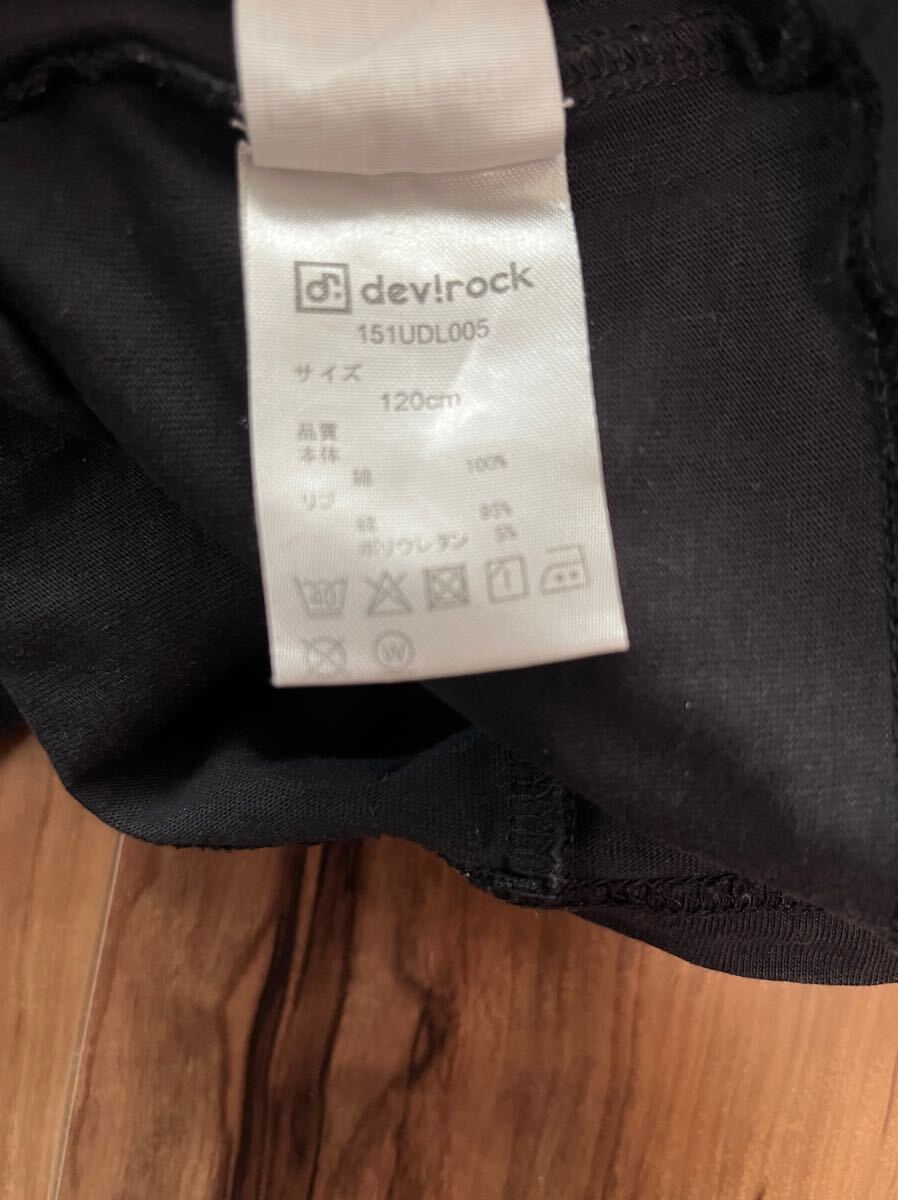 dev!rock
151UDL005
サイズ
120cm
品質
本体
綿 100%
リブ
綿 95%
ポリウレタン 5%
40
W